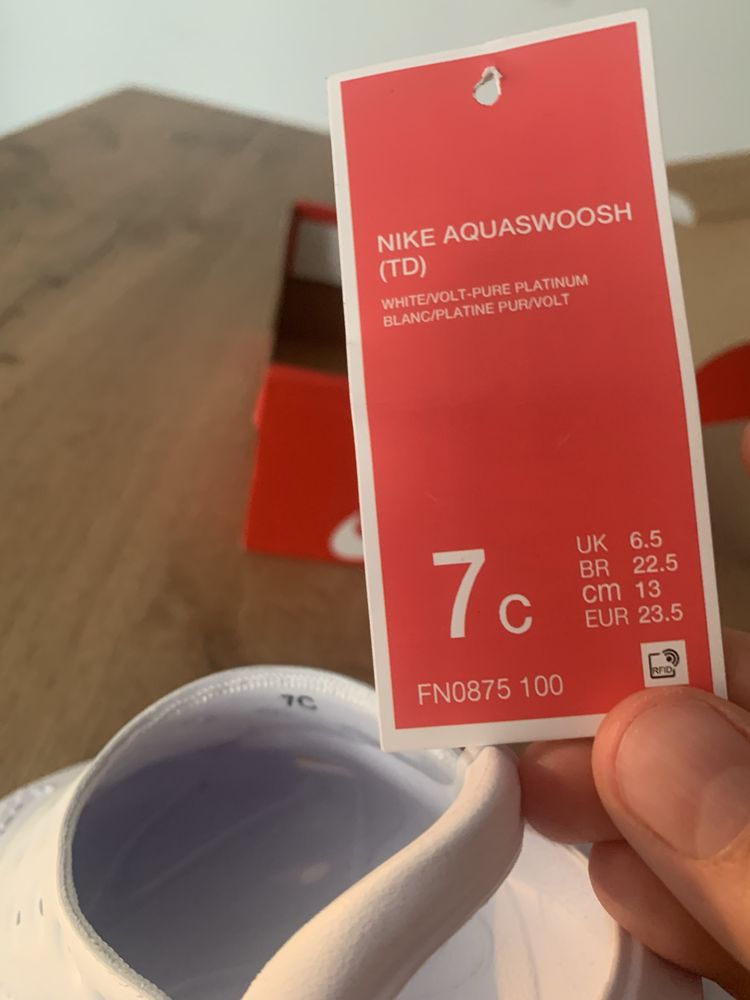 NIKE AQUASWOOSH
(TD)
WHITE/VOLT-PURE PLATINUM
BLANC/PLATINE PUR/VOLT
7 C
UK 6.5
BR 22.5
cm 13
EUR 23.5
RFID
FN0875 100
7C